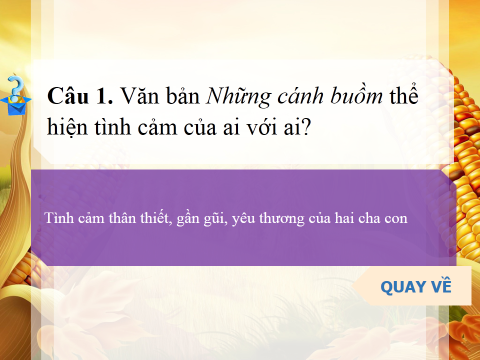 Câu 1. Văn bản Những cánh buồm thể
hiện tình cảm của ai với ai?
Tình cảm thân thiết, gần gũi, yêu thương của hai cha con
QUAY VỀ